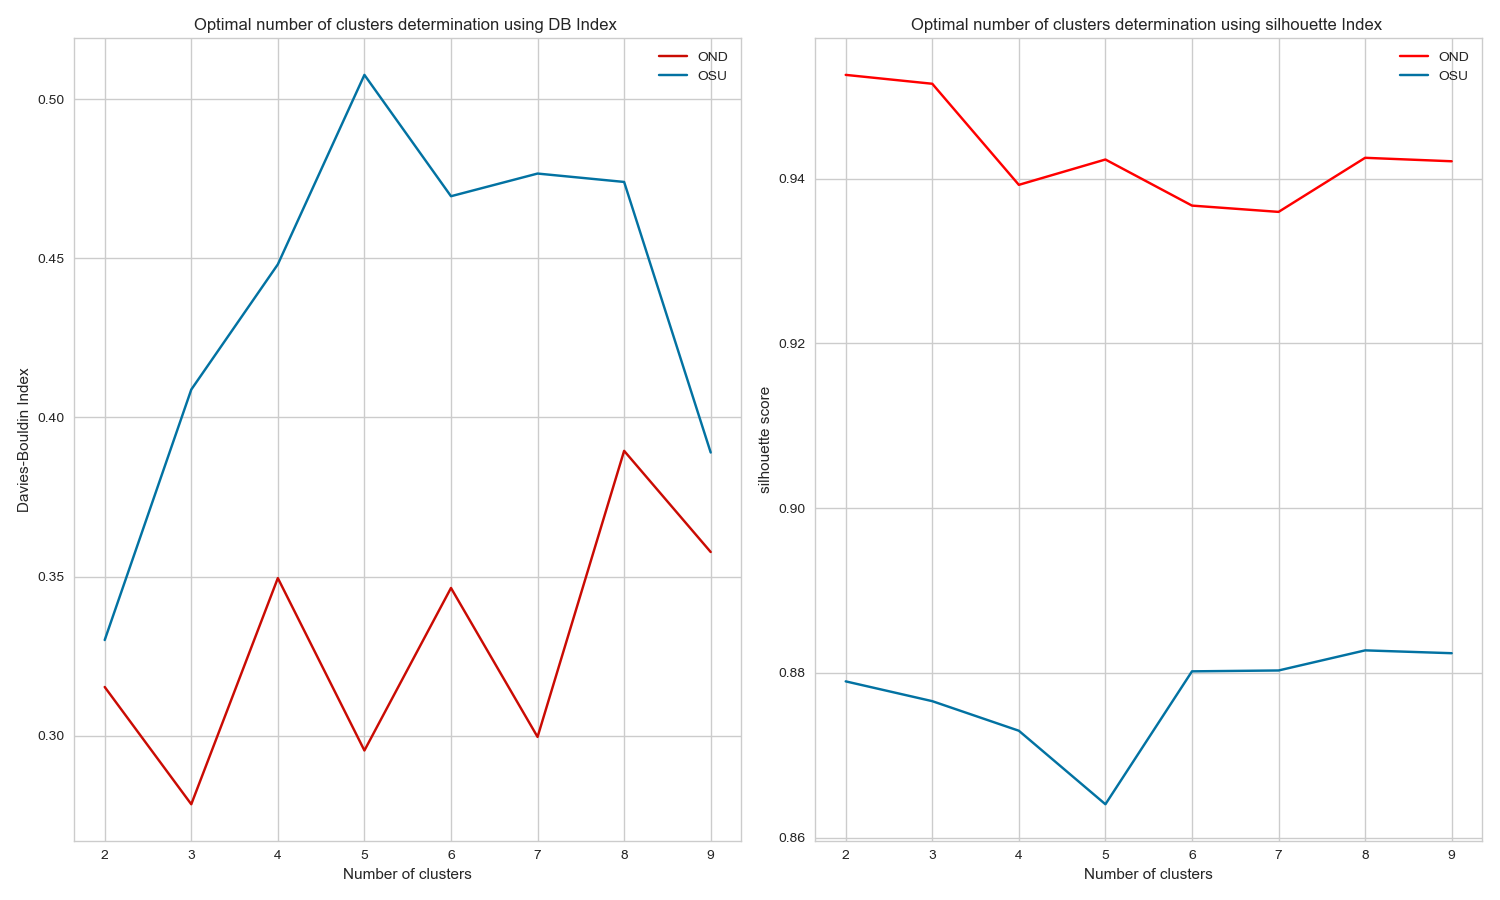 Optimal number of clusters determination using DB Index
OND
OSU
0.50
0.45
0.40
0.35
0.30
Davies-Bouldin Index
2 3 4 5 6 7 8 9
Number of clusters
Optimal number of clusters determination using silhouette Index
OND
OSU
0.94
0.92
0.90
0.88
0.86
silhouette score
2 3 4 5 6 7 8 9
Number of clusters